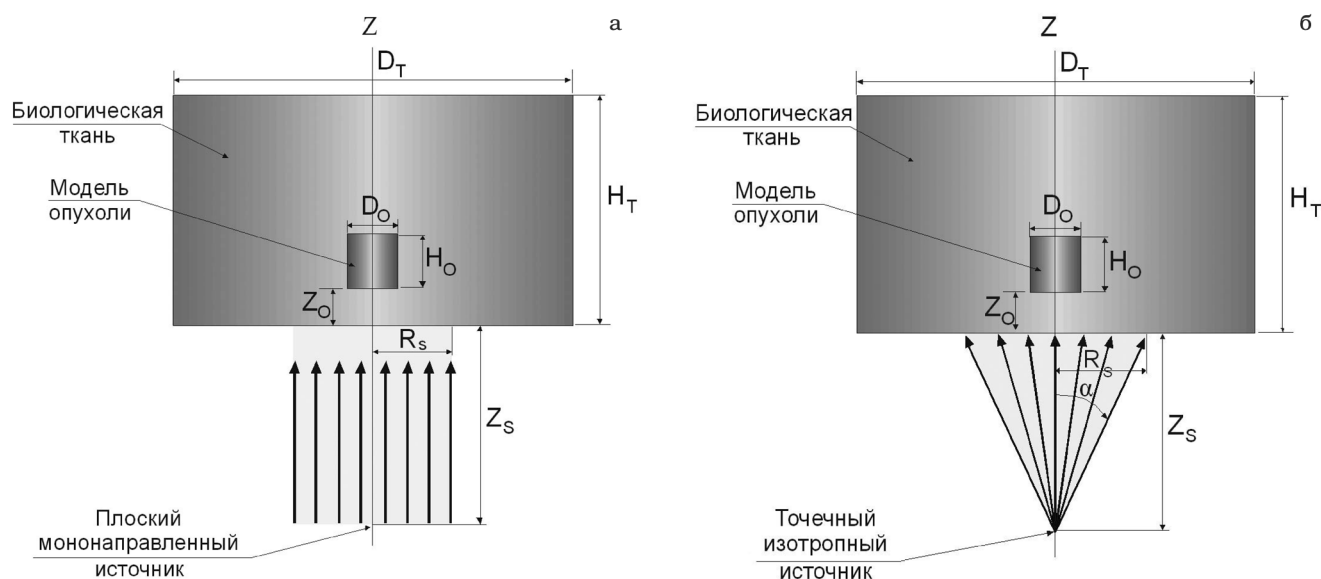 Z
а
D_T
Биологическая
ткань
Модель
опухоли
D_O
H_O
Z_O
H_T
R_s
Z_S
Плоский
мононаправленный
источник
Z
б
D_T
Биологическая
ткань
Модель
опухоли
D_O
H_O
Z_O
H_T
R_S
α
Z_S
Точечный
изотропный
источник